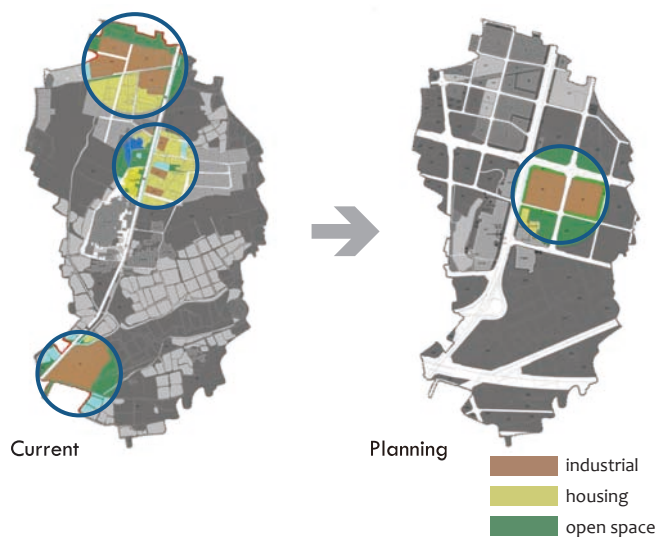 Current
Planning
industrial
housing
open space